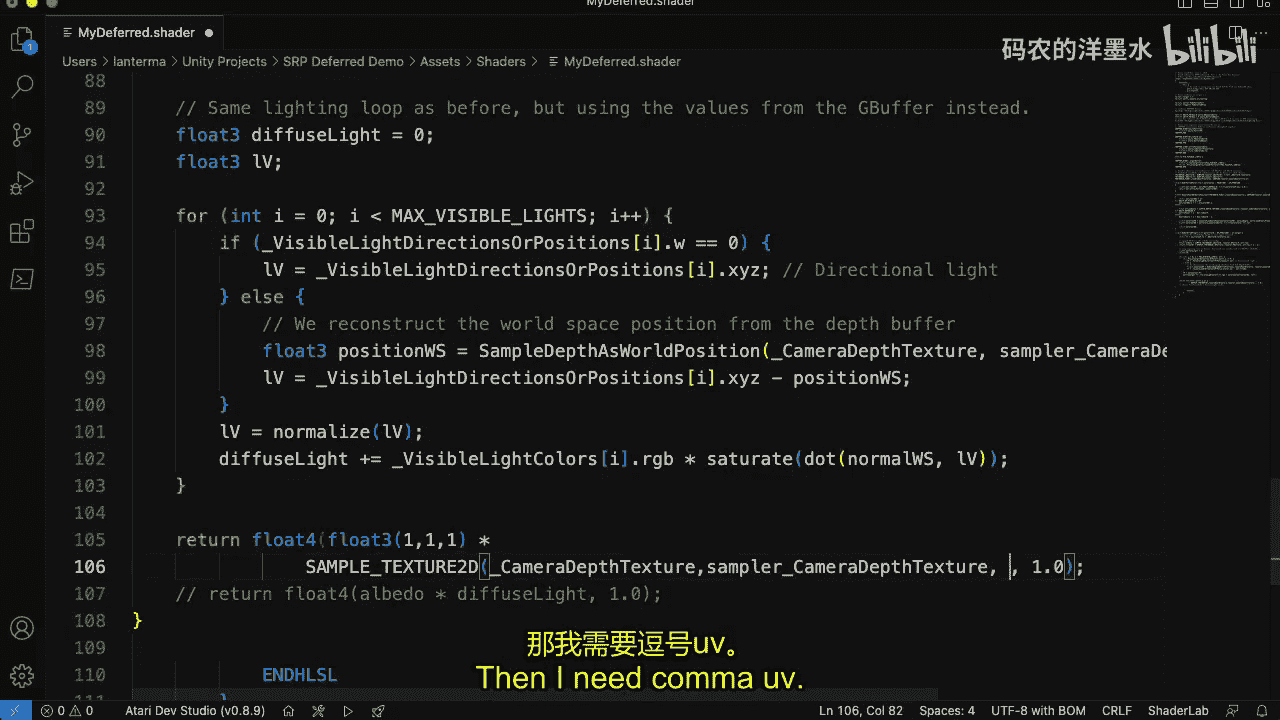 MyDeferred.shader
MyDeferred.shader
码农的洋墨水 bilibili
Users > lanterma > Unity Projects > SRP Deferred Demo > Assets > Shaders > MyDeferred.shader
88
89 // Same lighting loop as before, but using the values from the GBuffer instead.
90 float3 diffuseLight = 0;
91 float3 lV;
92
93 for (int i = 0; i < MAX_VISIBLE_LIGHTS; i++) {
94 if (_VisibleLightDirectionsOrPositions[i].w == 0) {
95 lV = _VisibleLightDirectionsOrPositions[i].xyz; // Directional light
96 } else {
97 // We reconstruct the world space position from the depth buffer
98 float3 positionWS = SampleDepthAsWorldPosition(_CameraDepthTexture, sampler_CameraDe
99 lV = _VisibleLightDirectionsOrPositions[i].xyz - positionWS;
100 }
101 lV = normalize(lV);
102 diffuseLight += _VisibleLightColors[i].rgb * saturate(dot(normalWS, lV));
103 }
104
105 return float4(float3(1,1,1) *
106 SAMPLE_TEXTURE2D(_CameraDepthTexture,sampler_CameraDepthTexture, , 1.0);
107 // return float4(albedo * diffuseLight, 1.0);
108 }
109
110 ENDHLSL
111 }
那我需要逗号uv。
Then I need comma uv.
1
0 0 Atari Dev Studio (v0.8.9) Ln 106, Col 82 Spaces: 4 UTF-8 with BOM CRLF ShaderLab